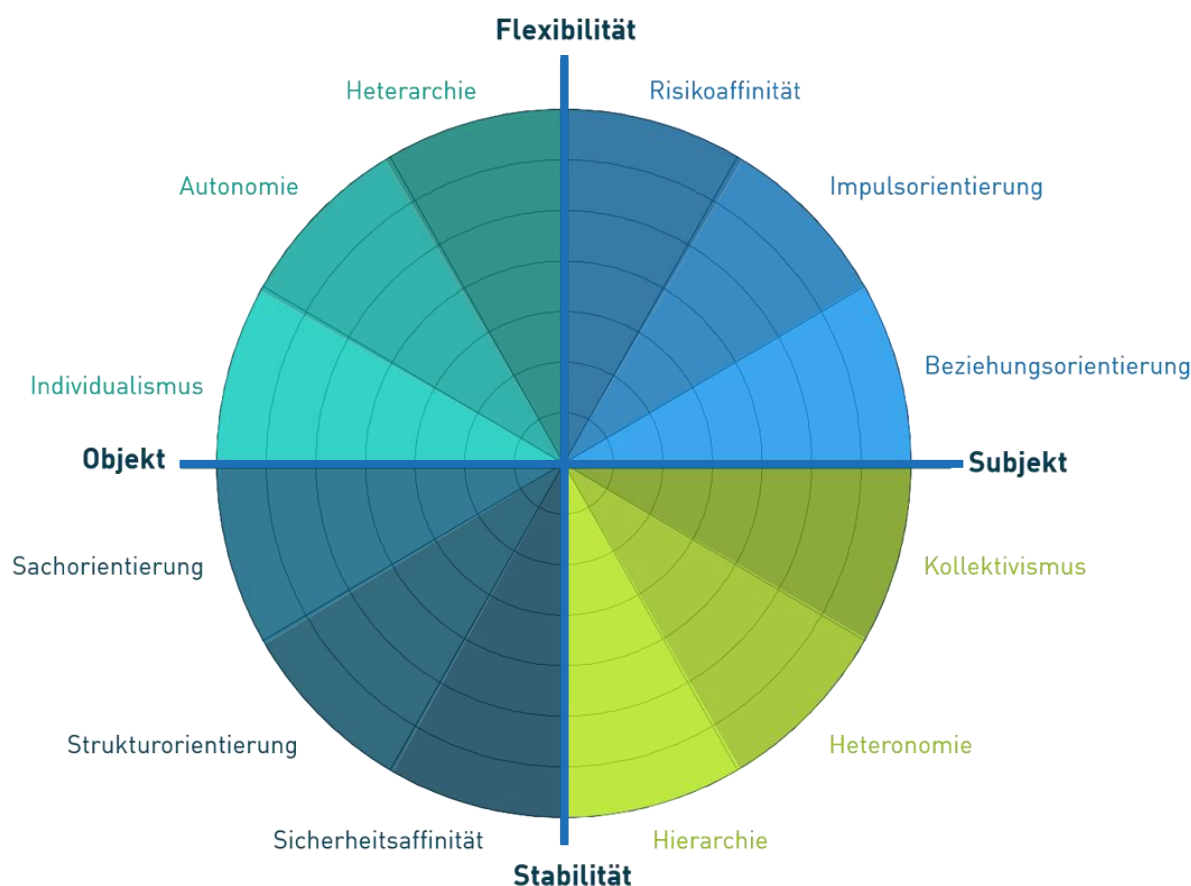 Flexibilität
Heterarchie
Risikoaffinität
Autonomie
Impulsorientierung
Beziehungsorientierung
Individualismus
Objekt
Subjekt
Sachorientierung
Kollektivismus
Strukturorientierung
Heteronomie
Sicherheitsaffinität
Hierarchie
Stabilität